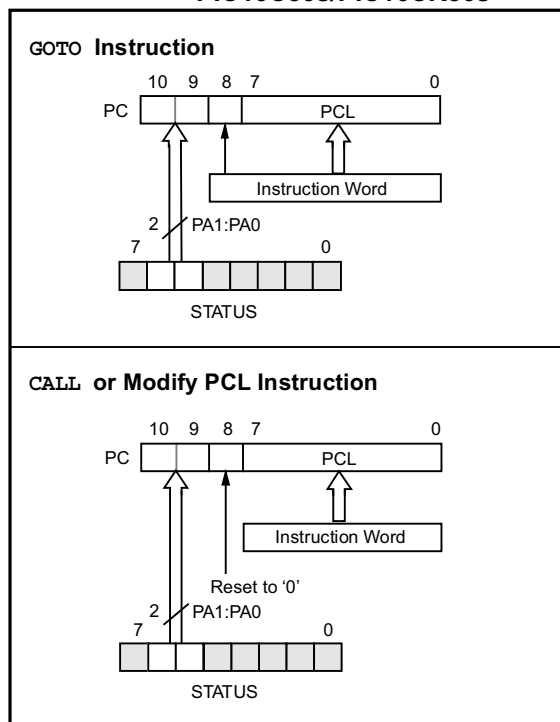 GOTO Instruction
10 9 8 7 0
PC PCL
Instruction Word
2 PA1:PA0
7 0
STATUS
CALL or Modify PCL Instruction
10 9 8 7 0
PC PCL
Instruction Word
Reset to ‘0’
2 PA1:PA0
7 0
STATUS